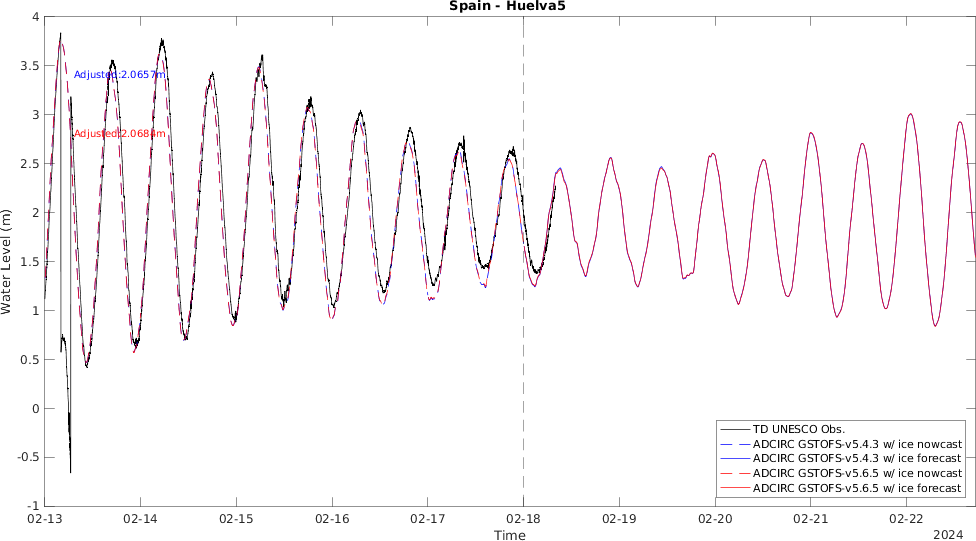 Spain - Huelva5
4
3.5
3
2.5
2
1.5
1
0.5
0
-0.5
-1
Water Level (m)
Adjusted:2.0657m
Adjusted:2.0684m
TD UNESCO Obs.
ADCIRC GSTOFS-v5.4.3 w/ ice nowcast
ADCIRC GSTOFS-v5.4.3 w/ ice forecast
ADCIRC GSTOFS-v5.6.5 w/ ice nowcast
ADCIRC GSTOFS-v5.6.5 w/ ice forecast
02-13 02-14 02-15 02-16 02-17 02-18 02-19 02-20 02-21 02-22
Time
2024